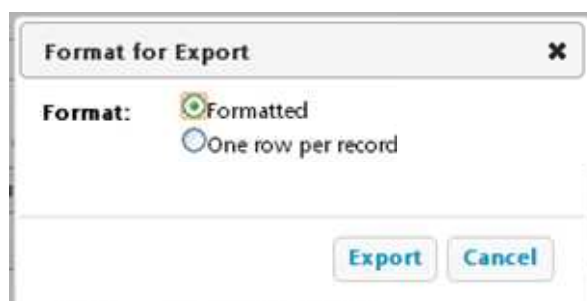 Format for Export
Format: Formatted
One row per record
Export Cancel